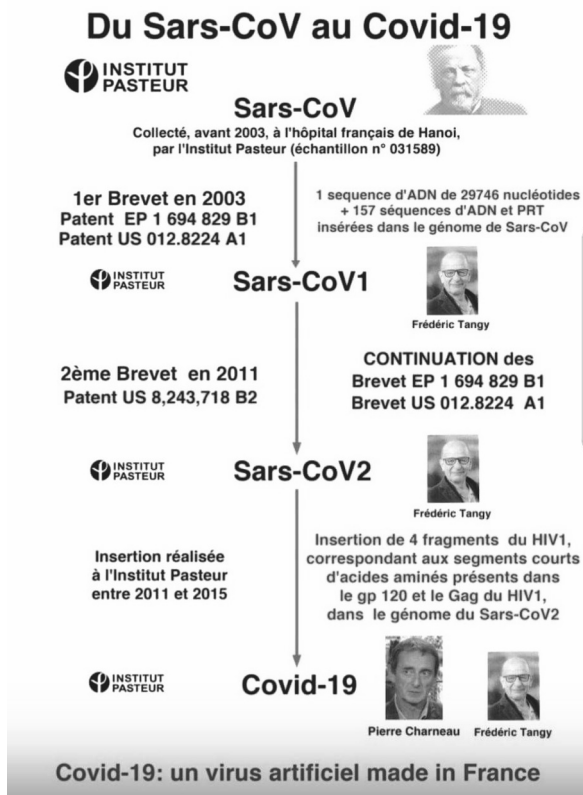 Du Sars-CoV au Covid-19
INSTITUT
PASTEUR
Sars-CoV
Collecté, avant 2003, à l'hôpital français de Hanoi,
par l'Institut Pasteur (échantillon n° 031589)
1er Brevet en 2003
Patent EP 1 694 829 B1
Patent US 012.8224 A1
1 sequence d'ADN de 29746 nucléotides
+ 157 séquences d'ADN et PRT
insérées dans le génome de Sars-CoV
INSTITUT
PASTEUR
Sars-CoV1
Frédéric Tangy
2ème Brevet en 2011
Patent US 8,243,718 B2
CONTINUATION des
Brevet EP 1 694 829 B1
Brevet US 012.8224 A1
INSTITUT
PASTEUR
Sars-CoV2
Frédéric Tangy
Insertion réalisée
à l'Institut Pasteur
entre 2011 et 2015
Insertion de 4 fragments du HIV1,
correspondant aux segments courts
d'acides aminés présents dans
le gp 120 et le Gag du HIV1,
dans le génome du Sars-CoV2
INSTITUT
PASTEUR
Covid-19
Pierre Charneau
Frédéric Tangy
Covid-19: un virus artificiel made in France